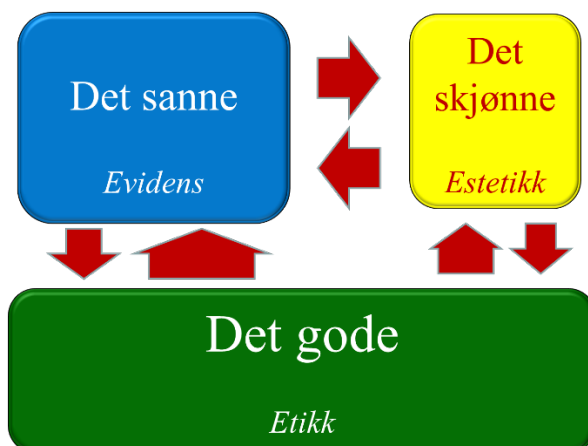 Det sanne
Evidens
Det
skjønne
Estetikk
Det gode
Etikk